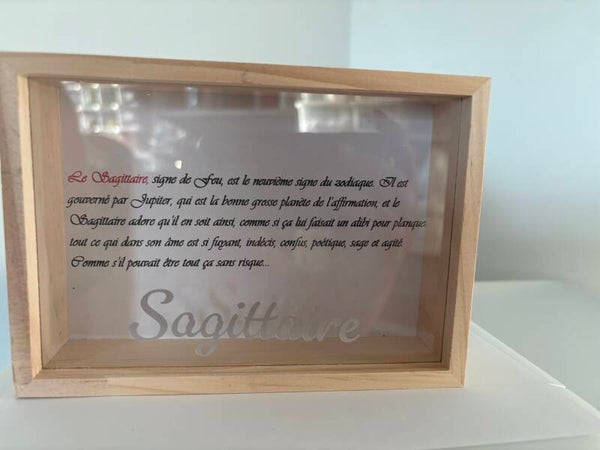 Le Sagittaire, signe de Feu, est le neuvième signe du zodiaque. Il est
gouverné par Jupiter, qui est la bonne grosse planète de l'affirmation, et le
Sagittaire adore qu'il en soit ainsi, comme si ça lui faisait un alibi pour planquer
tout ce qui dans son âme est si fuyant, indécis, confus, poètique, sage et agité.
Comme s'il pouvait être tout ça sans risque...
Sagittaire